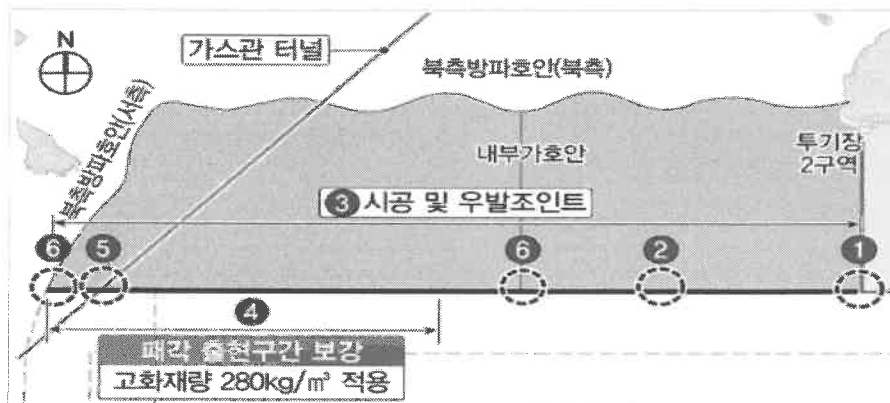 N
가스관 터널
북측방파호안(북측)
북측방파호안(서측)
내부가호안
투기장
2구역
3 시공 및 우발조인트
6 5 6 2 1
4
패각 출현구간 보강
고화재량 280kg/m³ 적용